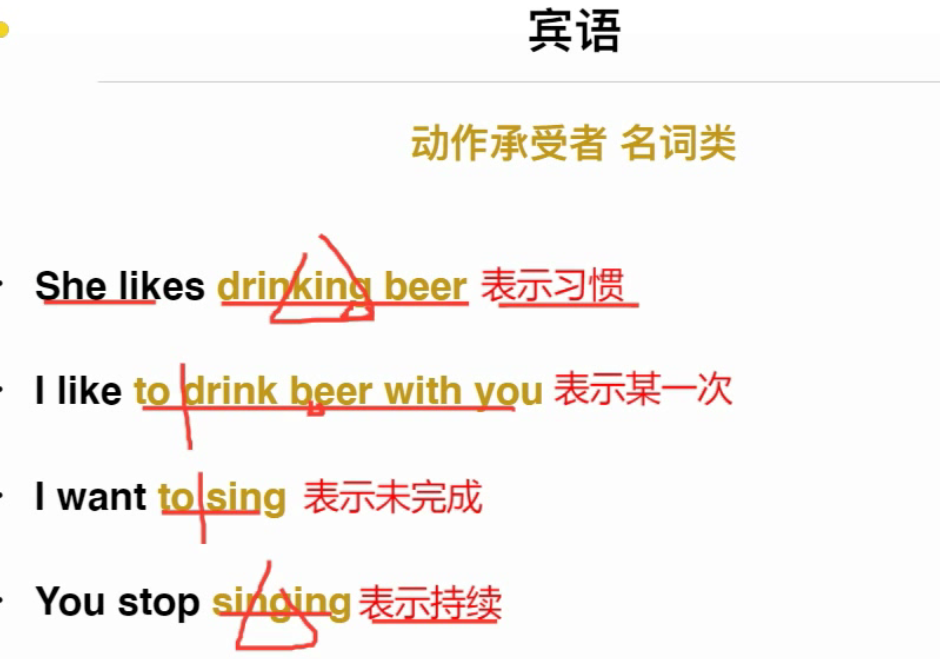 宾语
动作承受者 名词类
She likes drinking beer 表示习惯
I like to drink beer with you 表示某一次
I want to sing 表示未完成
You stop singing 表示持续